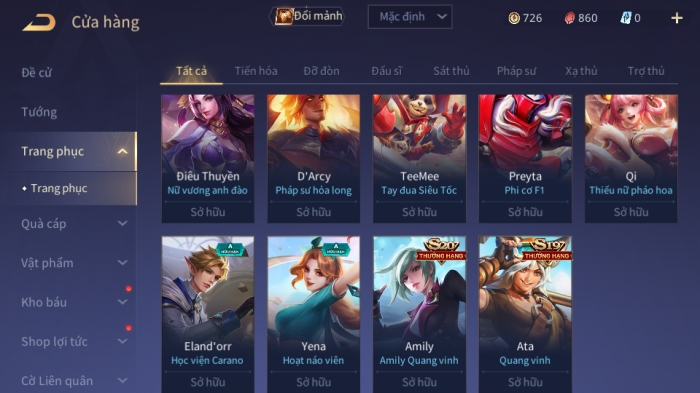 Cửa hàng
Đổi mảnh
Mặc định
726
860
0
Đề cử
Tướng
Trang phục
Trang phục
Quà cáp
Vật phẩm
Kho báu
Shop lợi tức
Cờ Liên quân
Tất cả
Tiến hóa
Đỡ đòn
Đấu sĩ
Sát thủ
Pháp sư
Xạ thủ
Trợ thủ
Điêu Thuyền
Nữ vương anh đào
Sở hữu
D'Arcy
Pháp sư hỏa long
Sở hữu
TeeMee
Tay đua Siêu Tốc
Sở hữu
Preyta
Phi cơ F1
Sở hữu
Qi
Thiếu nữ pháo hoa
Sở hữu
A
HỮU HẠN
Eland'orr
Học viện Carano
Sở hữu
A
HỮU HẠN
Yena
Hoạt náo viên
Sở hữu
S20
THƯỞNG HẠNG
Amily
Amily Quang vinh
Sở hữu
S19
THƯỞNG HẠNG
Ata
Quang vinh
Sở hữu